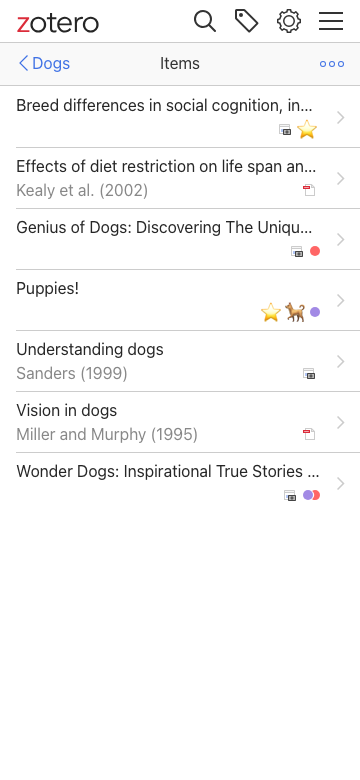 zotero
Dogs
Items
Breed differences in social cognition, in...
Effects of diet restriction on life span an...
Kealy et al. (2002)
Genius of Dogs: Discovering The Uniqu...
Puppies!
Understanding dogs
Sanders (1999)
Vision in dogs
Miller and Murphy (1995)
Wonder Dogs: Inspirational True Stories ...